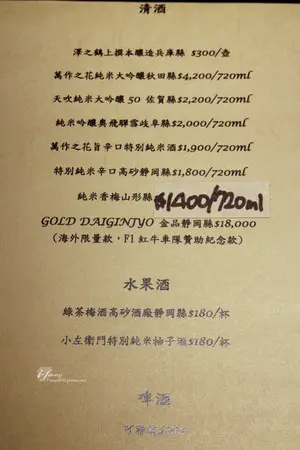 清酒
澤之鶴上撰本釀造兵庫縣 $300/壺
萬作之花純米大吟釀秋田縣$4,200/720ml
天吹純米大吟釀 50 佐賀縣$2,200/720ml
純米吟釀奧飛驒雪岐阜縣$2,000/720ml
萬作之花旨辛口特別純米酒$1,900/720ml
特別純米辛口高砂靜岡縣$1,800/720ml
純米香梅山形縣$1400/720ml
GOLD DAIGINJYO 金品靜岡縣$18,000
(海外限量款，F1 紅牛車隊贊助紀念款)
水果酒
綠茶梅酒高砂酒廠靜岡縣$180/杯
小左衛門特別純米柚子酒$180/杯
啤酒